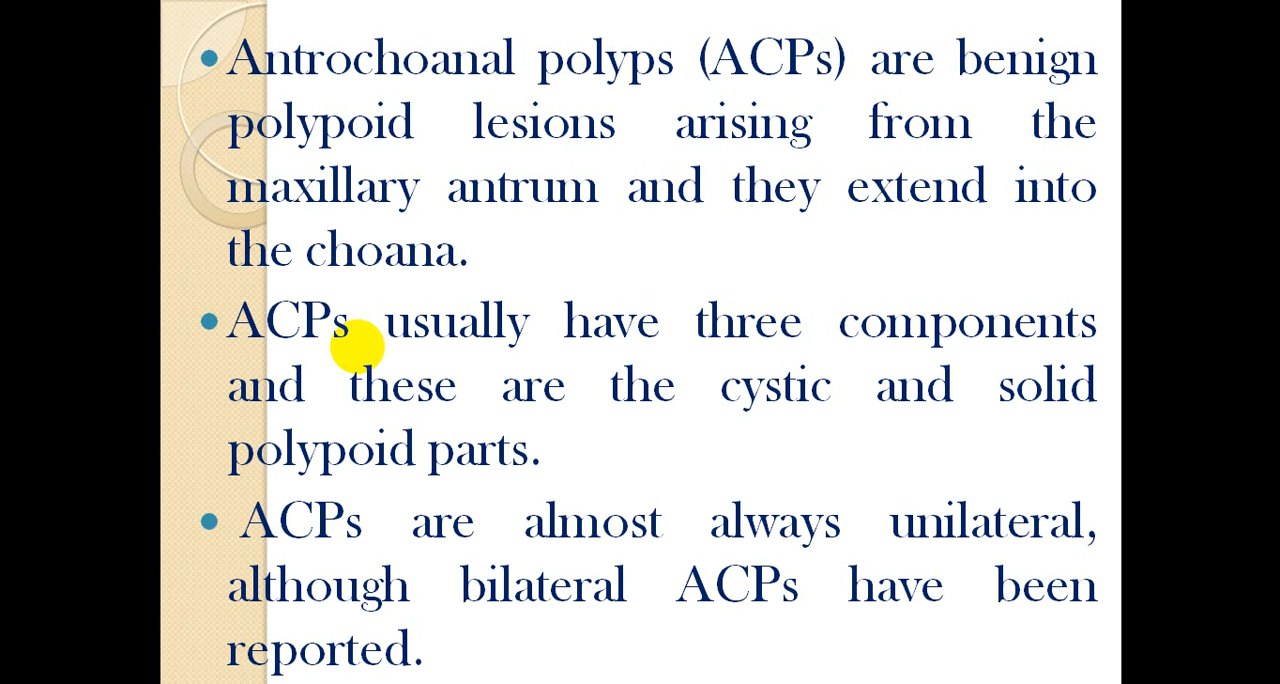 • Antrochoanal polyps (ACPs) are benign
polypoid lesions arising from the
maxillary antrum and they extend into
the choana.
• ACPs usually have three components
and these are the cystic and solid
polypoid parts.
• ACPs are almost always unilateral,
although bilateral ACPs have been
reported.